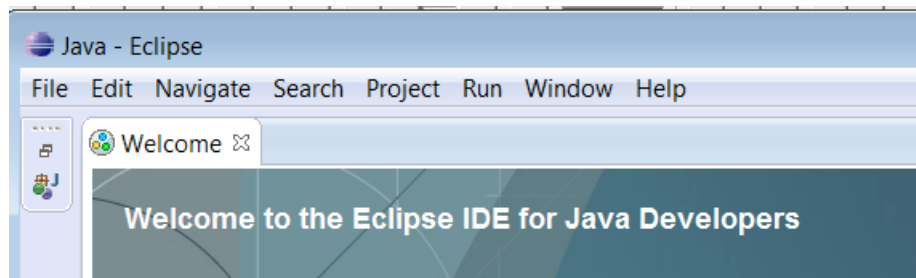 Java - Eclipse
File Edit Navigate Search Project Run Window Help
Welcome
J
Welcome to the Eclipse IDE for Java Developers